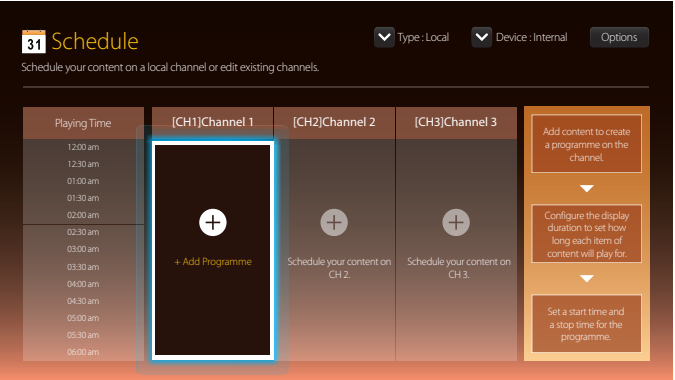 31 Schedule
Type : Local
Device : Internal
Options
Schedule your content on a local channel or edit existing channels.
Playing Time
[CH1]Channel 1
[CH2]Channel 2
[CH3]Channel 3
12:00 am
12:30 am
01:00 am
01:30 am
02:00 am
02:30 am
03:00 am
03:30 am
04:00 am
04:30 am
05:00 am
05:30 am
06:00 am
+ Add Programme
Schedule your content on
CH 2.
Schedule your content on
CH 3.
Add content to create
a programme on the
channel.
Configure the display
duration to set how
long each item of
content will play for.
Set a start time and
a stop time for the
programme.